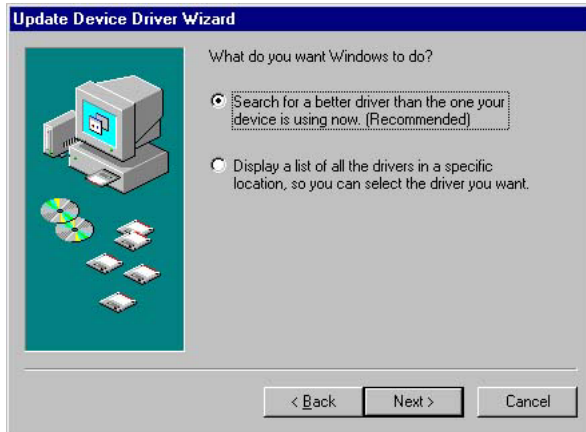 Update Device Driver Wizard
What do you want Windows to do?
Search for a better driver than the one your
device is using now. (Recommended)
Display a list of all the drivers in a specific
location, so you can select the driver you want.
< Back
Next >
Cancel